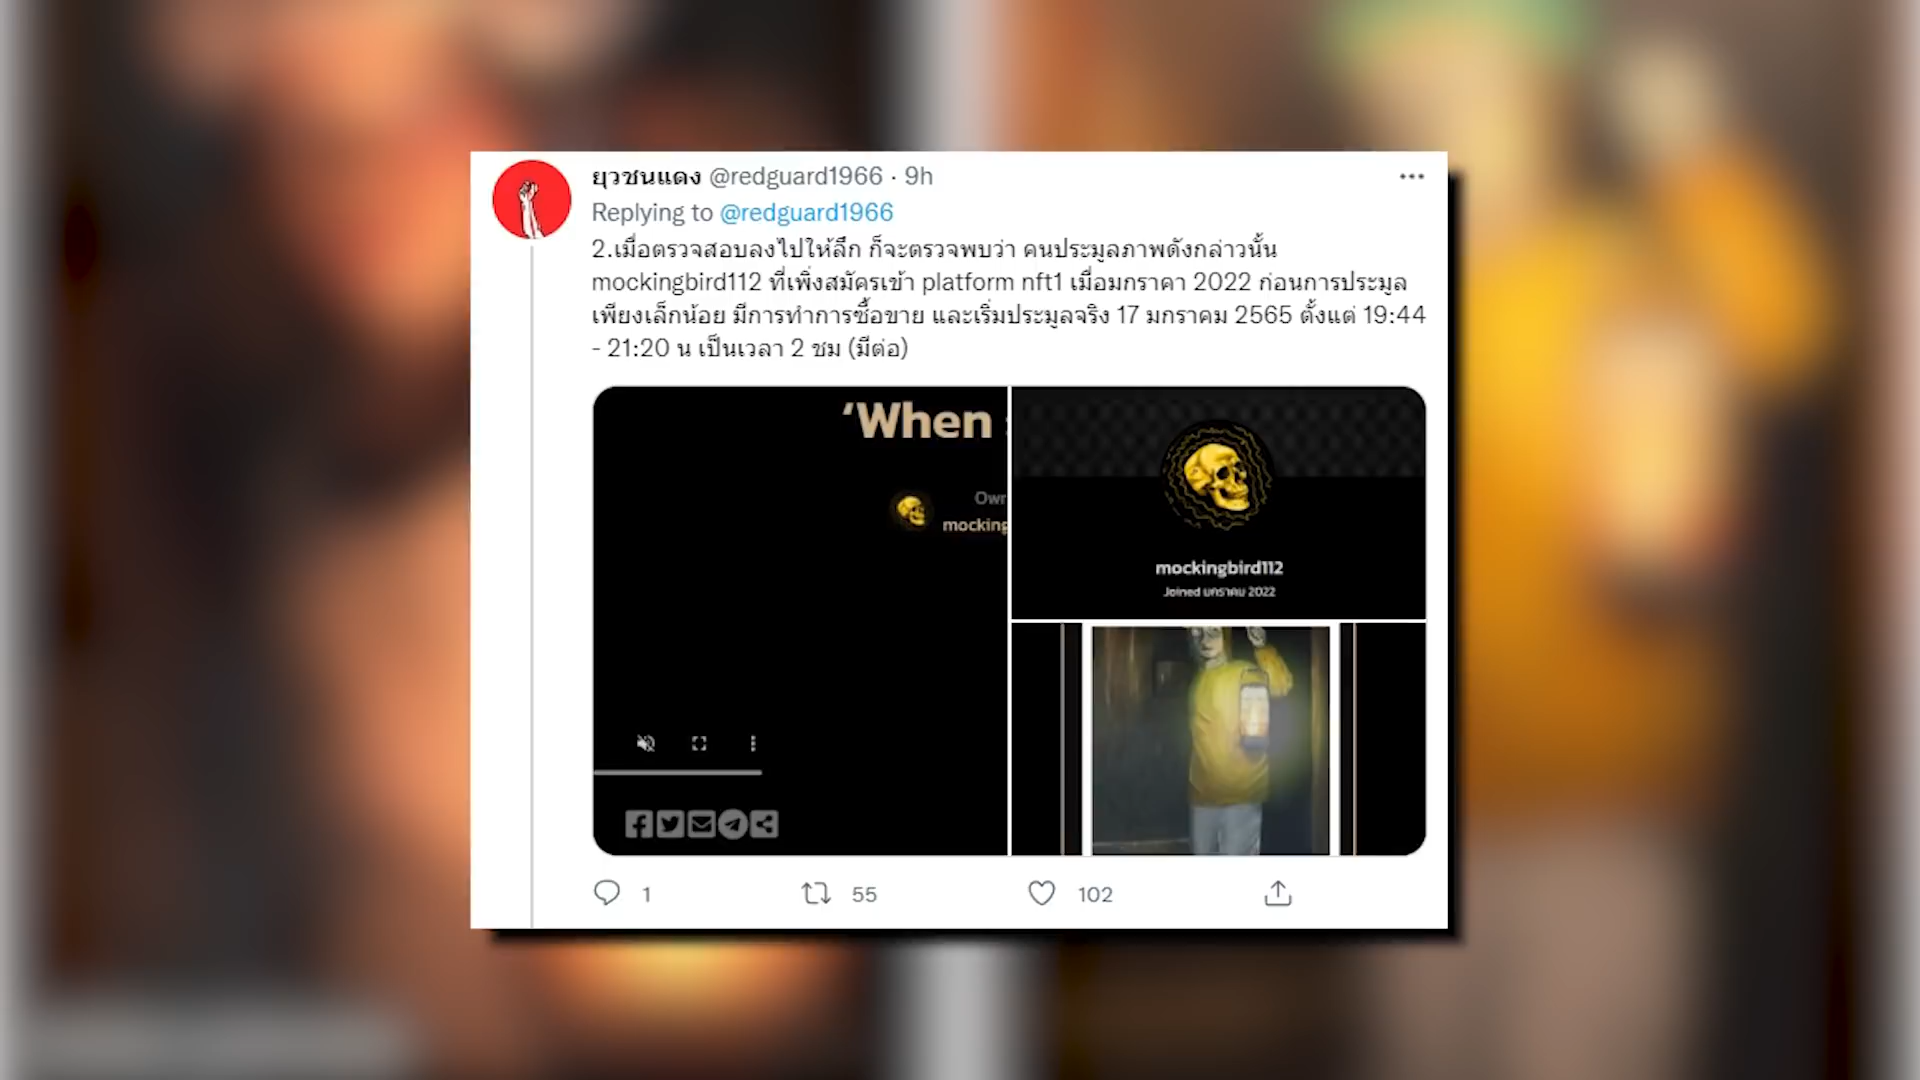 ยุวชนแดง @redguard1966 · 9h
Replying to @redguard1966
2.เมื่อตรวจสอบลงไปให้ลึก ก็จะตรวจพบว่า คนประมูลภาพดังกล่าวนั้น
mockingbird112 ที่เพิ่งสมัครเข้า platform nft1 เมื่อมกราคา 2022 ก่อนการประมูล
เพียงเล็กน้อย มีการทำการซื้อขาย และเริ่มประมูลจริง 17 มกราคม 2565 ตั้งแต่ 19:44
- 21:20 น เป็นเวลา 2 ชม (มีต่อ)
‘When
Own
mocking
mockingbird112
Joined มกราคม 2022
1
55
102